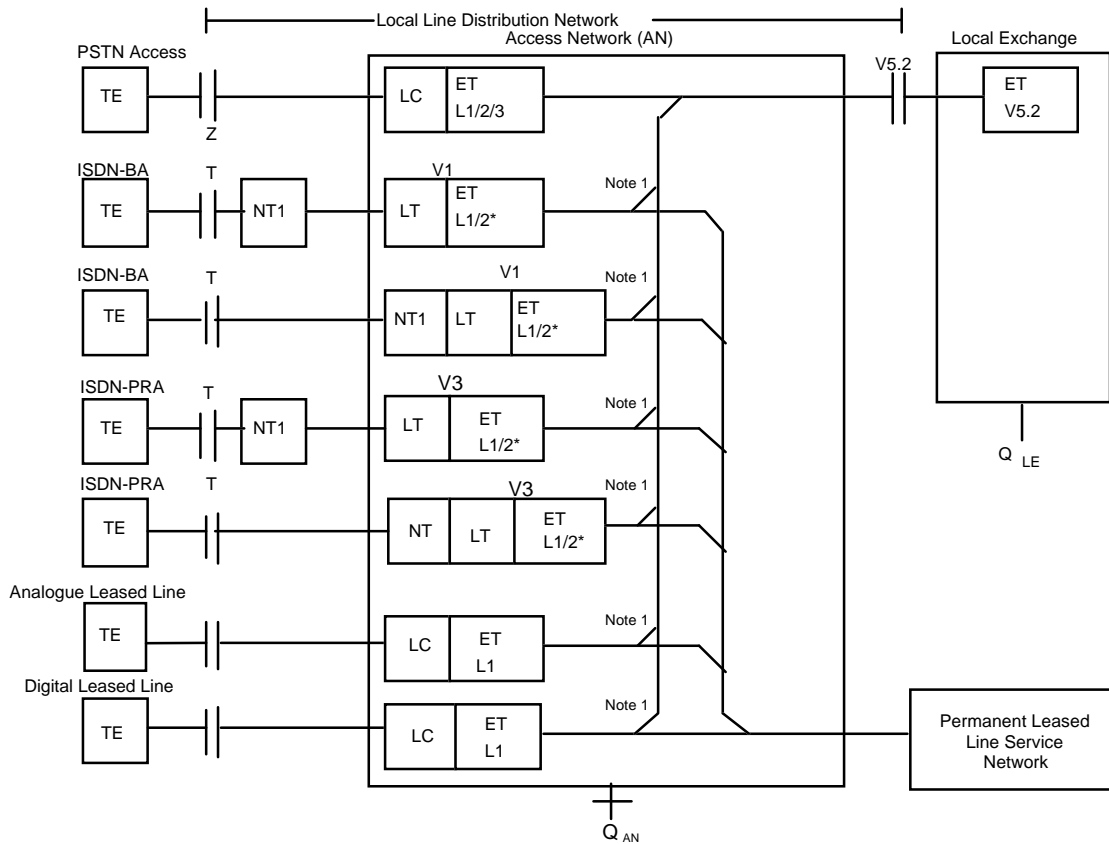 Local Line Distribution Network
Access Network (AN)
Local Exchange
PSTN Access
V5.2
TE
Z
LC
ET
L1/2/3
ET
V5.2
ISDN-BA
T
V1
Note 1
TE
NT1
LT
ET
L1/2*
ISDN-BA
T
V1
Note 1
TE
NT1
LT
ET
L1/2*
ISDN-PRA
T
V3
Note 1
TE
NT1
LT
ET
L1/2*
Q LE
ISDN-PRA
T
V3
Note 1
TE
NT
LT
ET
L1/2*
Analogue Leased Line
Note 1
TE
LC
ET
L1
Digital Leased Line
Note 1
TE
LC
ET
L1
Permanent Leased
Line Service
Network
Q AN